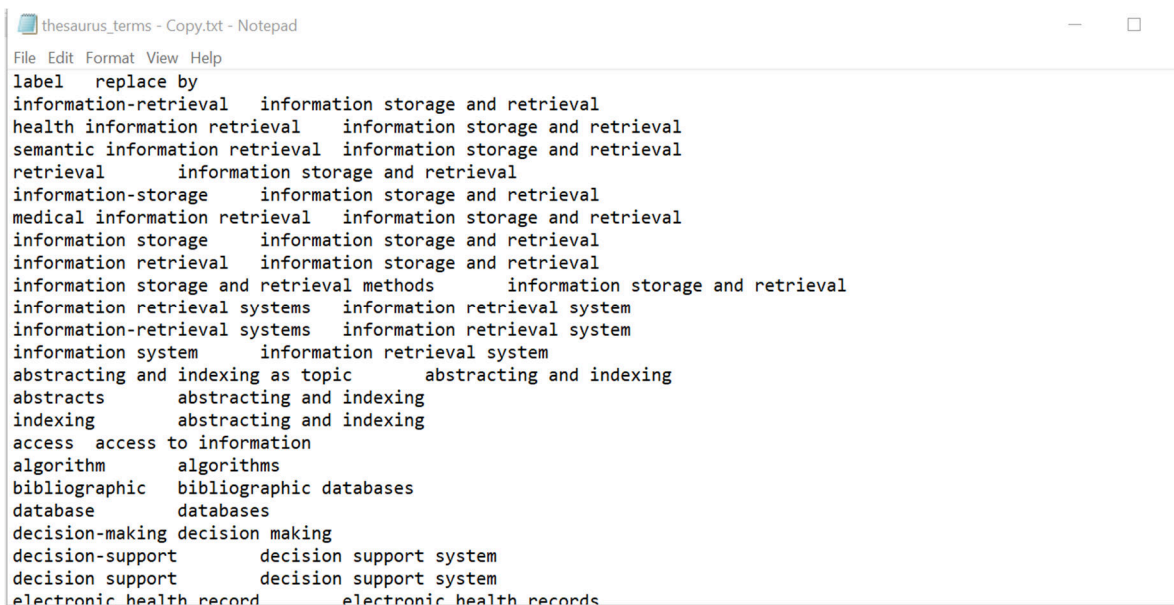 thesaurus_terms - Copy.txt - Notepad
File Edit Format View Help
label replace by
information-retrieval information storage and retrieval
health information retrieval information storage and retrieval
semantic information retrieval information storage and retrieval
retrieval information storage and retrieval
information-storage information storage and retrieval
medical information retrieval information storage and retrieval
information storage information storage and retrieval
information retrieval information storage and retrieval
information storage and retrieval methods information storage and retrieval
information retrieval systems information retrieval system
information-retrieval systems information retrieval system
information system information retrieval system
abstracting and indexing as topic abstracting and indexing
abstracts abstracting and indexing
indexing abstracting and indexing
access access to information
algorithm algorithms
bibliographic bibliographic databases
database databases
decision-making decision making
decision-support decision support system
decision support decision support system
electronic health record electronic health records